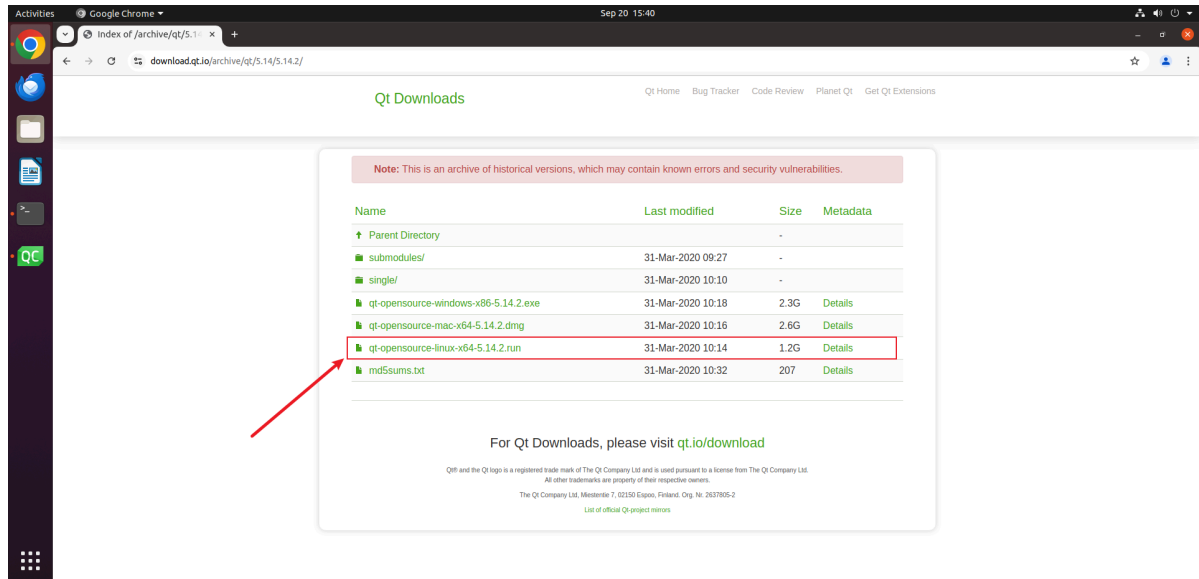 Activities Google Chrome Sep 20 15:40
Index of /archive/qt/5.14
download.qt.io/archive/qt/5.14/5.14.2/
Qt Downloads Qt Home Bug Tracker Code Review Planet Qt Get Qt Extensions
Note: This is an archive of historical versions, which may contain known errors and security vulnerabilities.
Name Last modified Size Metadata
Parent Directory -
submodules/ 31-Mar-2020 09:27 -
single/ 31-Mar-2020 10:10 -
qt-opensource-windows-x86-5.14.2.exe 31-Mar-2020 10:18 2.3G Details
qt-opensource-mac-x64-5.14.2.dmg 31-Mar-2020 10:16 2.6G Details
qt-opensource-linux-x64-5.14.2.run 31-Mar-2020 10:14 1.2G Details
md5sums.txt 31-Mar-2020 10:32 207 Details
QC
For Qt Downloads, please visit qt.io/download
Qt® and the Qt logo is a registered trade mark of The Qt Company Ltd and is used pursuant to a license from The Qt Company Ltd.
All other trademarks are property of their respective owners.
The Qt Company Ltd, Miestentie 7, 02150 Espoo, Finland. Org. Nr. 2637805-2
List of official Qt-project mirrors